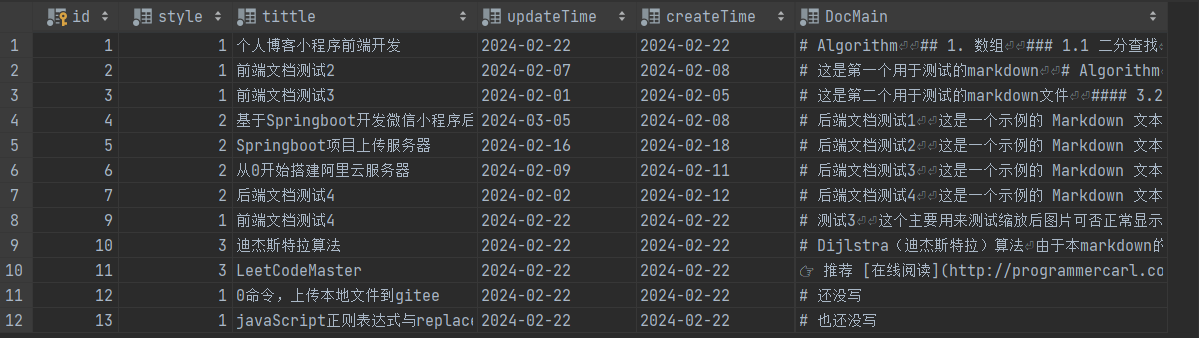 id style tittle updateTime createTime DocMain
1 1 1 个人博客小程序前端开发 2024-02-22 2024-02-22 # Algorithm⏎⏎## 1. 数组⏎⏎### 1.1 二分查找⏎
2 2 1 前端文档测试2 2024-02-07 2024-02-08 # 这是第一个用于测试的markdown⏎⏎# Algorithm
3 3 1 前端文档测试3 2024-02-01 2024-02-05 # 这是第二个用于测试的markdown文件⏎⏎#### 3.2
4 4 2 基于Springboot开发微信小程序后 2024-03-05 2024-02-08 # 后端文档测试1⏎⏎这是一个示例的 Markdown 文本
5 5 2 Springboot项目上传服务器 2024-02-16 2024-02-18 # 后端文档测试2⏎⏎这是一个示例的 Markdown 文本
6 6 2 从0开始搭建阿里云服务器 2024-02-09 2024-02-11 # 后端文档测试3⏎⏎这是一个示例的 Markdown 文本
7 7 2 后端文档测试4 2024-02-02 2024-02-12 # 后端文档测试4⏎⏎这是一个示例的 Markdown 文本
8 9 1 前端文档测试4 2024-02-22 2024-02-22 # 测试3⏎⏎这个主要用来测试缩放后图片可否正常显示
9 10 3 迪杰斯特拉算法 2024-02-22 2024-02-22 # Dijlstra（迪杰斯特拉）算法⏎由于本markdown的
10 11 3 LeetCodeMaster 2024-02-22 2024-02-22 👉 推荐 [在线阅读](http://programmercarl.co
11 12 1 0命令，上传本地文件到gitee 2024-02-22 2024-02-22 # 还没写
12 13 1 javaScript正则表达式与replace 2024-02-22 2024-02-22 # 也还没写